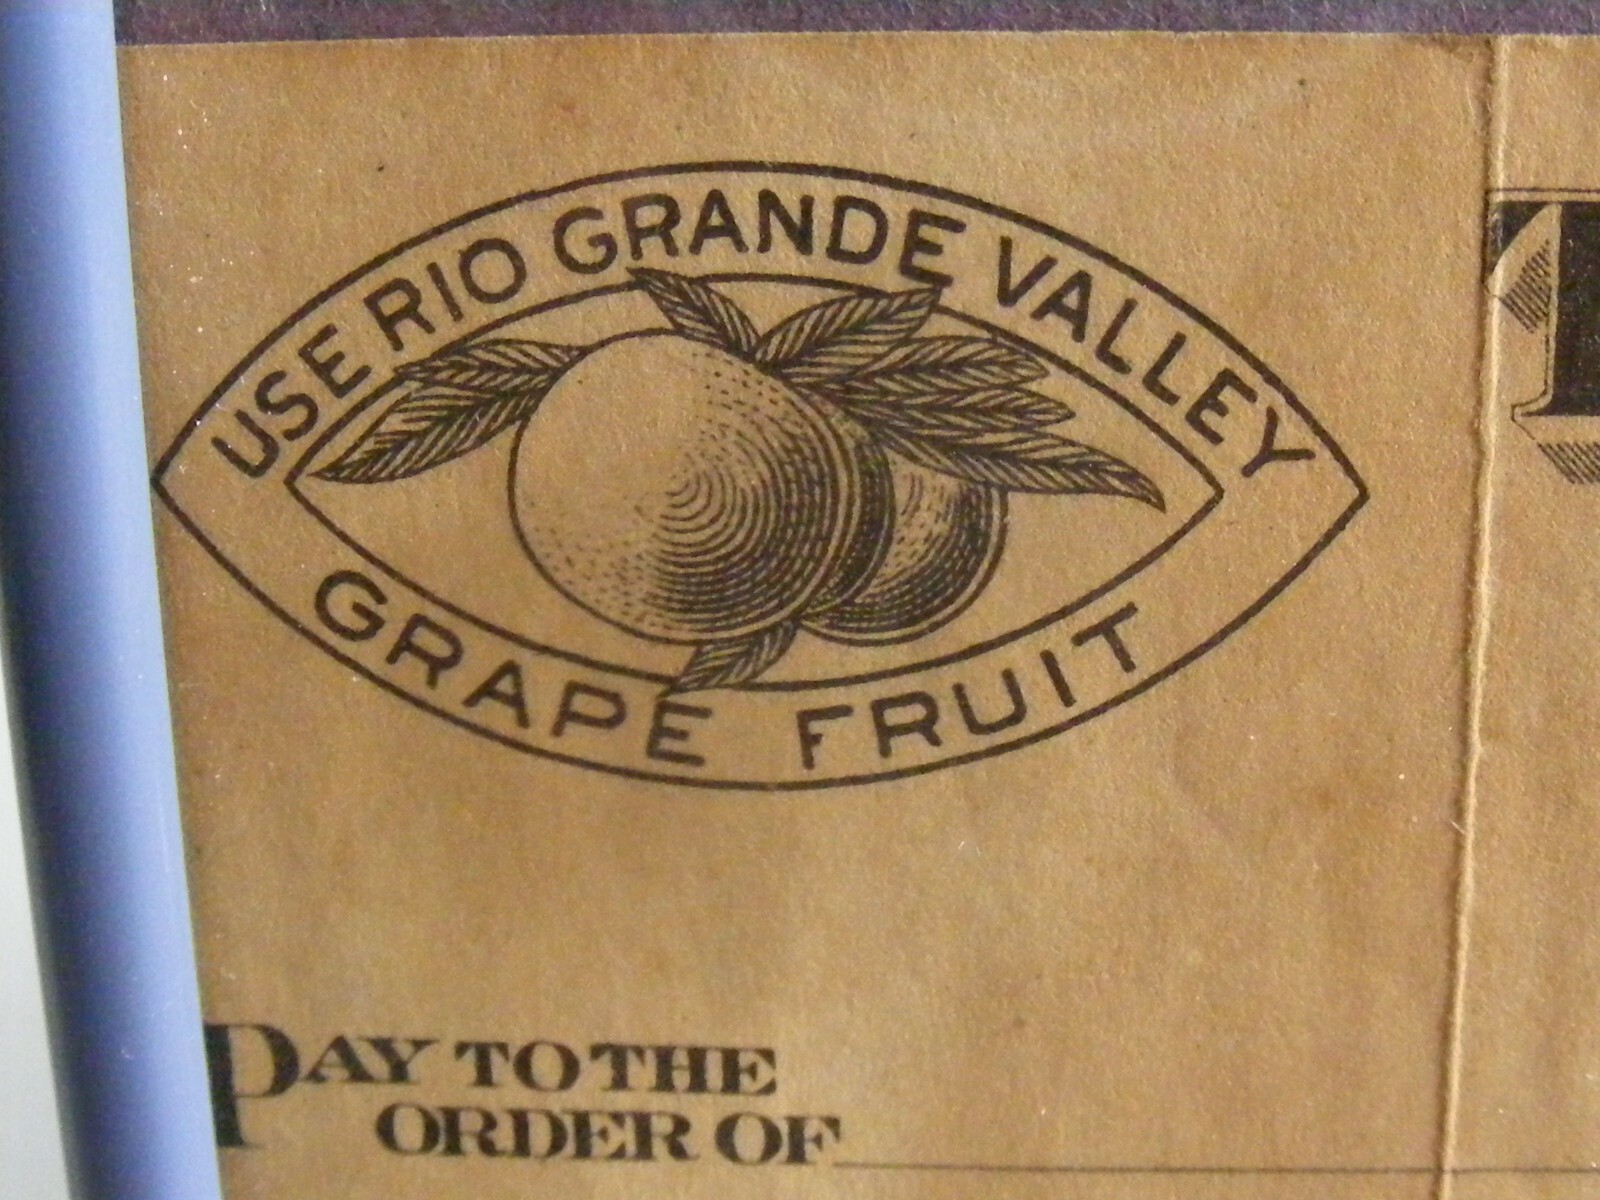 USE RIO GRANDE VALLEY
GRAPE FRUIT
PAY TO THE
ORDER OF